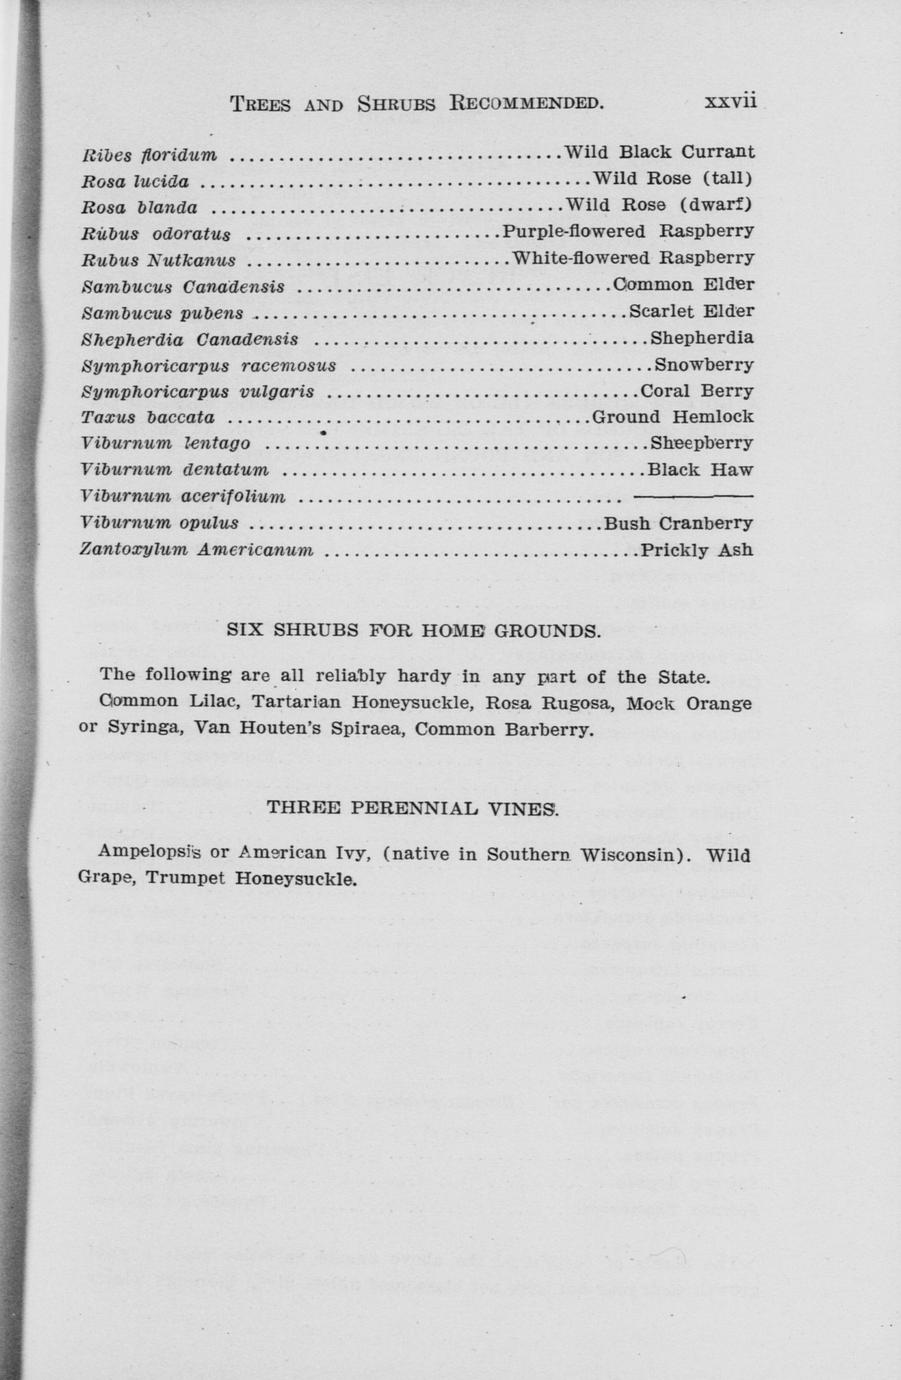 TREES AND SHRUBS RECOMMENDED. xxvii
Ribes floridum ..................................Wild Black Currant
Rosa lucida ........................................Wild Rose (tall)
Rosa blanda ....................................Wild Rose (dwarf)
Rubus odoratus ..........................Purple-flowered Raspberry
Rubus Nutkanus ...........................White-flowered Raspberry
Sambucus Canadensis ................................Common Elder
Sambucus pubens ......................................Scarlet Elder
Shepherdia Canadensis ..................................Shepherdia
Symphoricarpus racemosus ...............................Snowberry
Symphoricarpus vulgaris ................................Coral Berry
Taxus baccata .....................................Ground Hemlock
Viburnum lentago .......................................Sheepberry
Viburnum dentatum .....................................Black Haw
Viburnum acerifolium ................................. ————
Viburnum opulus ....................................Bush Cranberry
Zantoxylum Americanum ................................Prickly Ash
SIX SHRUBS FOR HOME GROUNDS.
The following are all reliably hardy in any part of the State.
Common Lilac, Tartarian Honeysuckle, Rosa Rugosa, Mock Orange
or Syringa, Van Houten's Spiraea, Common Barberry.
THREE PERENNIAL VINES.
Ampelopsis or American Ivy, (native in Southern Wisconsin). Wild
Grape, Trumpet Honeysuckle.